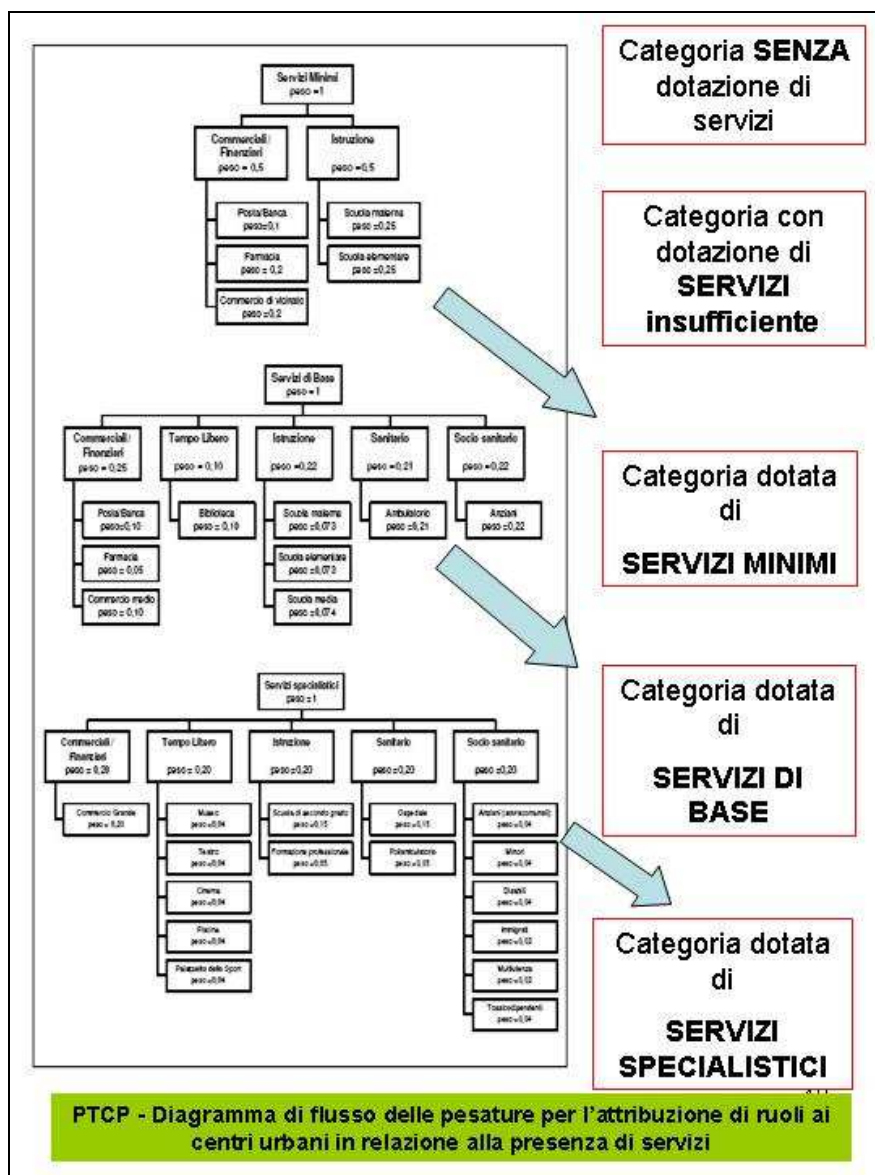 Servizi Minimi
peso =1
Commerciali/
Finanziari
peso = 0,5
Istruzione
peso =0,5
Posta/Banca
peso=0,1
Farmacia
peso = 0,2
Commercio di vicinato
peso =0,2
Scuola materna
peso =0,25
Scuola elementare
peso =0,25
Servizi di Base
peso =1
Commerciali/
Finanziari
peso = 0,25
Tempo Libero
peso = 0,10
Istruzione
peso =0,22
Sanitario
peso =0,21
Socio sanitario
peso =0,22
Posta/Banca
peso=0,10
Farmacia
peso = 0,05
Commercio medio
peso = 0,10
Biblioteca
peso = 0,10
Scuola materna
peso =0,073
Scuola elementare
peso =0,073
Scuola media
peso =0,074
Ambulatorio
peso =0,21
Anziani
peso =0,22
Servizi specialistici
peso =1
Commerciali/
Finanziari
peso = 0,20
Tempo Libero
peso = 0,20
Istruzione
peso =0,20
Sanitario
peso =0,20
Socio sanitario
peso =0,20
Commercio Grande
peso = 0,20
Museo
peso =0,04
Teatro
peso =0,04
Cinema
peso =0,04
Piscina
peso =0,04
Palazzetto dello Sport
peso =0,04
Scuola di secondo grado
peso =0,15
Formazione professionale
peso =0,05
Ospedale
peso =0,15
Poliambulatorio
peso =0,05
Anziani
peso =0,04
Minori
peso =0,04
Disabili
peso =0,04
Immigrati
peso =0,02
Multiutenza
peso =0,02
Tossicodipendenti
peso =0,04
Categoria SENZA
dotazione di
servizi
Categoria con
dotazione di
SERVIZI
insufficiente
Categoria dotata
di
SERVIZI MINIMI
Categoria dotata
di
SERVIZI DI
BASE
Categoria dotata
di
SERVIZI
SPECIALISTICI
PTCP - Diagramma di flusso delle pesature per l'attribuzione di ruoli ai
centri urbani in relazione alla presenza di servizi